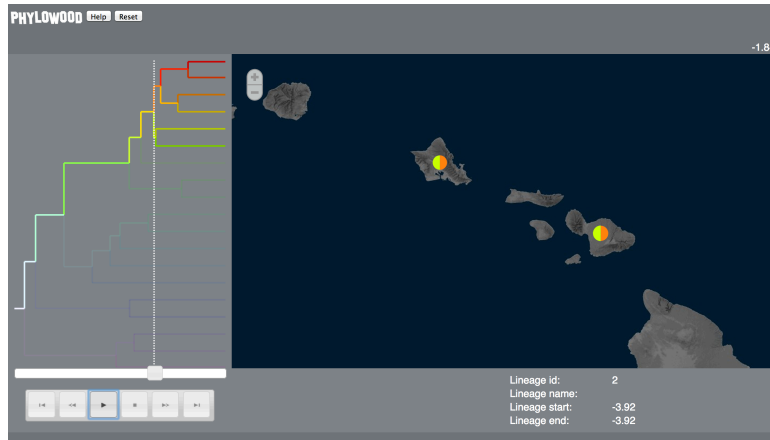 PHYLOWOOD Help Reset
-1.8
Lineage id: 2
Lineage name:
Lineage start: -3.92
Lineage end: -3.92